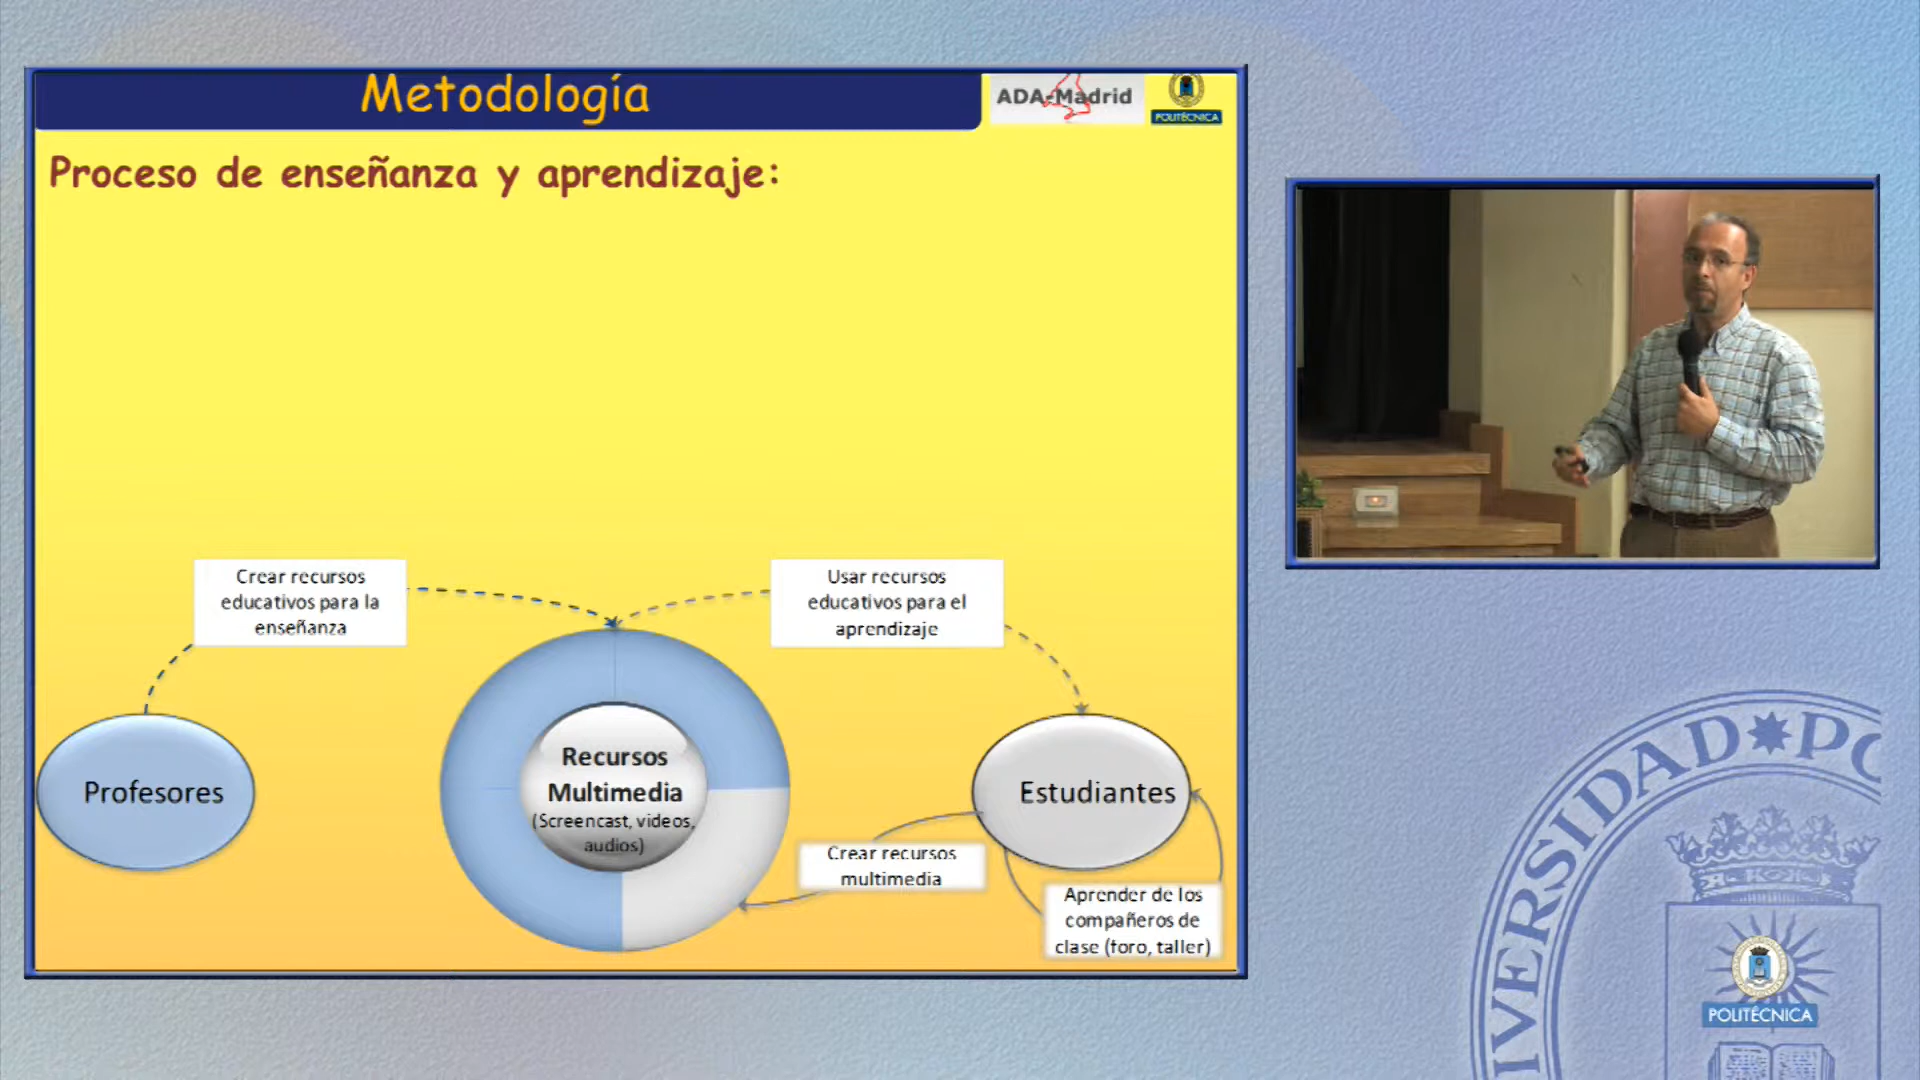 Metodología
ADA-Madrid
POLITÉCNICA
Proceso de enseñanza y aprendizaje:
Crear recursos
educativos para la
enseñanza
Usar recursos
educativos para el
aprendizaje
Profesores
Recursos
Multimedia
(Screencast, videos,
audios)
Estudiantes
Crear recursos
multimedia
Aprender de los
compañeros de
clase (foro, taller)
IVERSIDAD PO
POLITÉCNICA